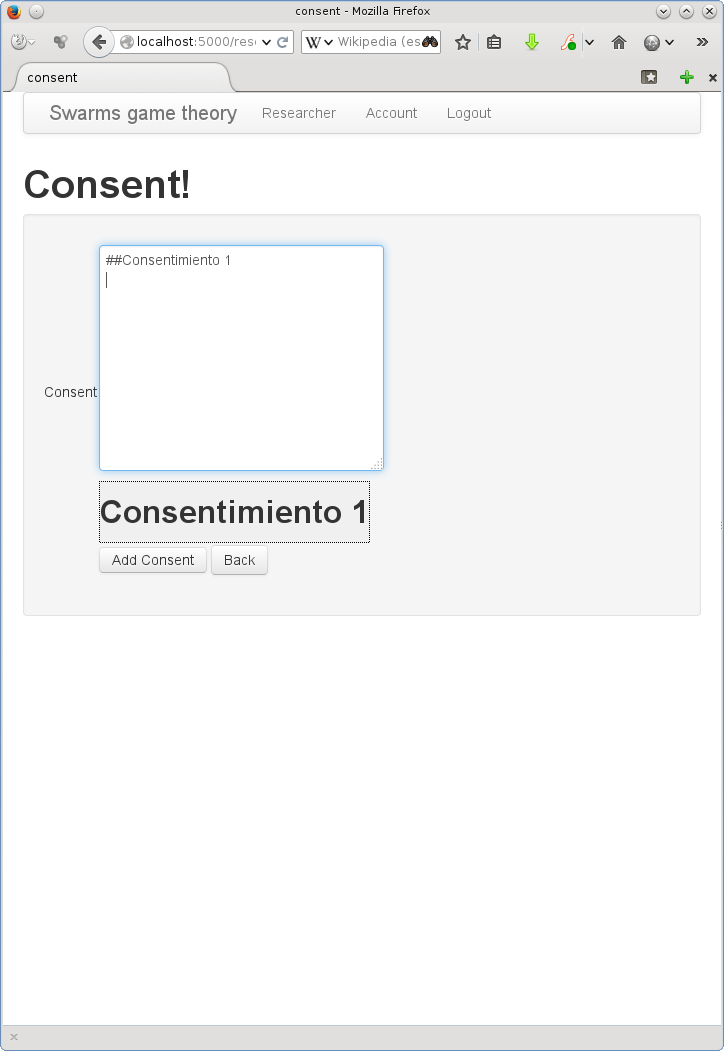 consent - Mozilla Firefox
localhost:5000/res
W Wikipedia (es
consent
Swarms game theory Researcher Account Logout
Consent!
##Consentimiento 1
Consent
Consentimiento 1
Add Consent Back